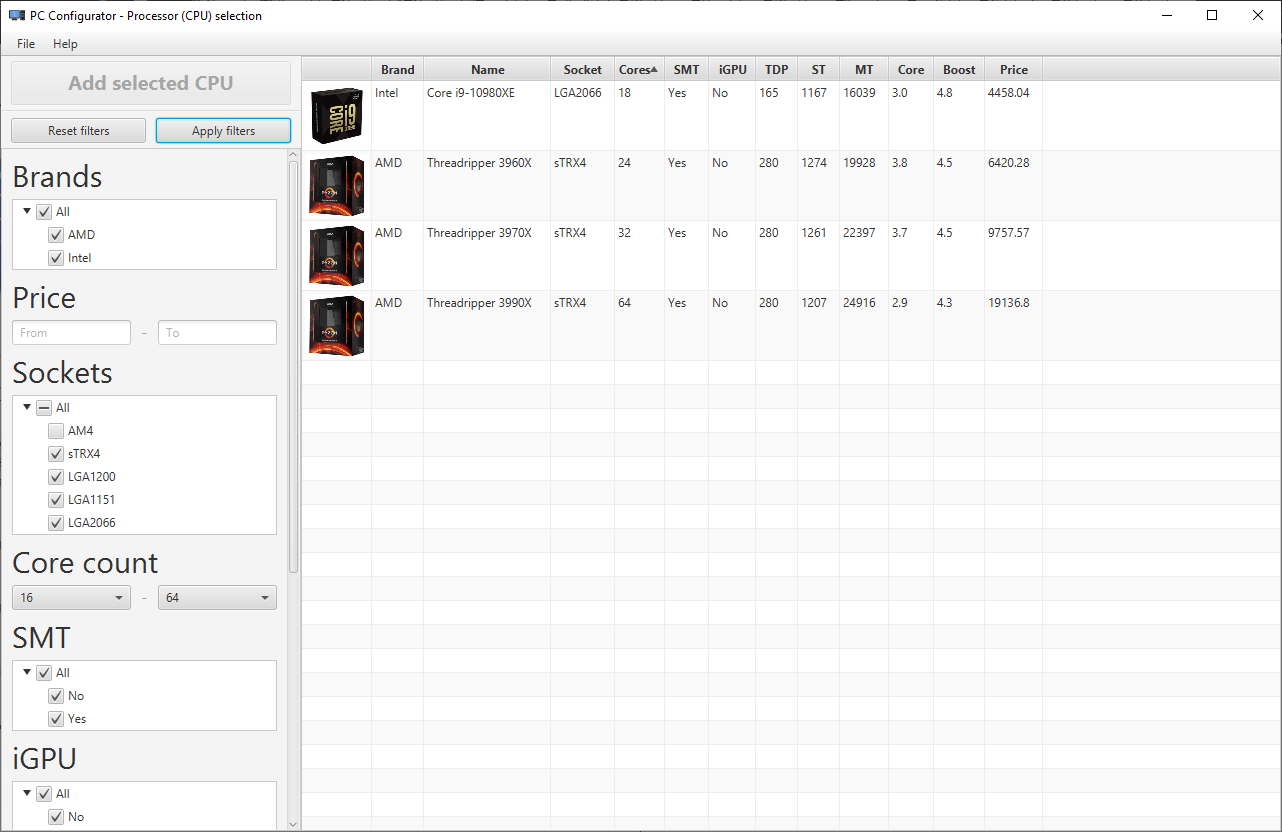 PC Configurator - Processor (CPU) selection
File Help
Add selected CPU
Reset filters Apply filters
Brands
All
AMD
Intel
Price
From - To
Sockets
All
AM4
sTRX4
LGA1200
LGA1151
LGA2066
Core count
16 - 64
SMT
All
No
Yes
iGPU
All
No
Brand Name Socket Cores SMT iGPU TDP ST MT Core Boost Price
Intel Core i9-10980XE LGA2066 18 Yes No 165 1167 16039 3.0 4.8 4458.04
CORE i9
AMD Threadripper 3960X sTRX4 24 Yes No 280 1274 19928 3.8 4.5 6420.28
AMD Threadripper 3970X sTRX4 32 Yes No 280 1261 22397 3.7 4.5 9757.57
AMD Threadripper 3990X sTRX4 64 Yes No 280 1207 24916 2.9 4.3 19136.8